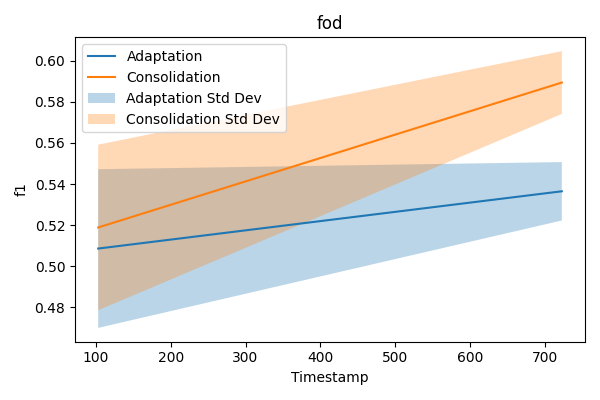 fod
Adaptation
Consolidation
Adaptation Std Dev
Consolidation Std Dev
f1
0.60
0.58
0.56
0.54
0.52
0.50
0.48
100 200 300 400 500 600 700
Timestamp